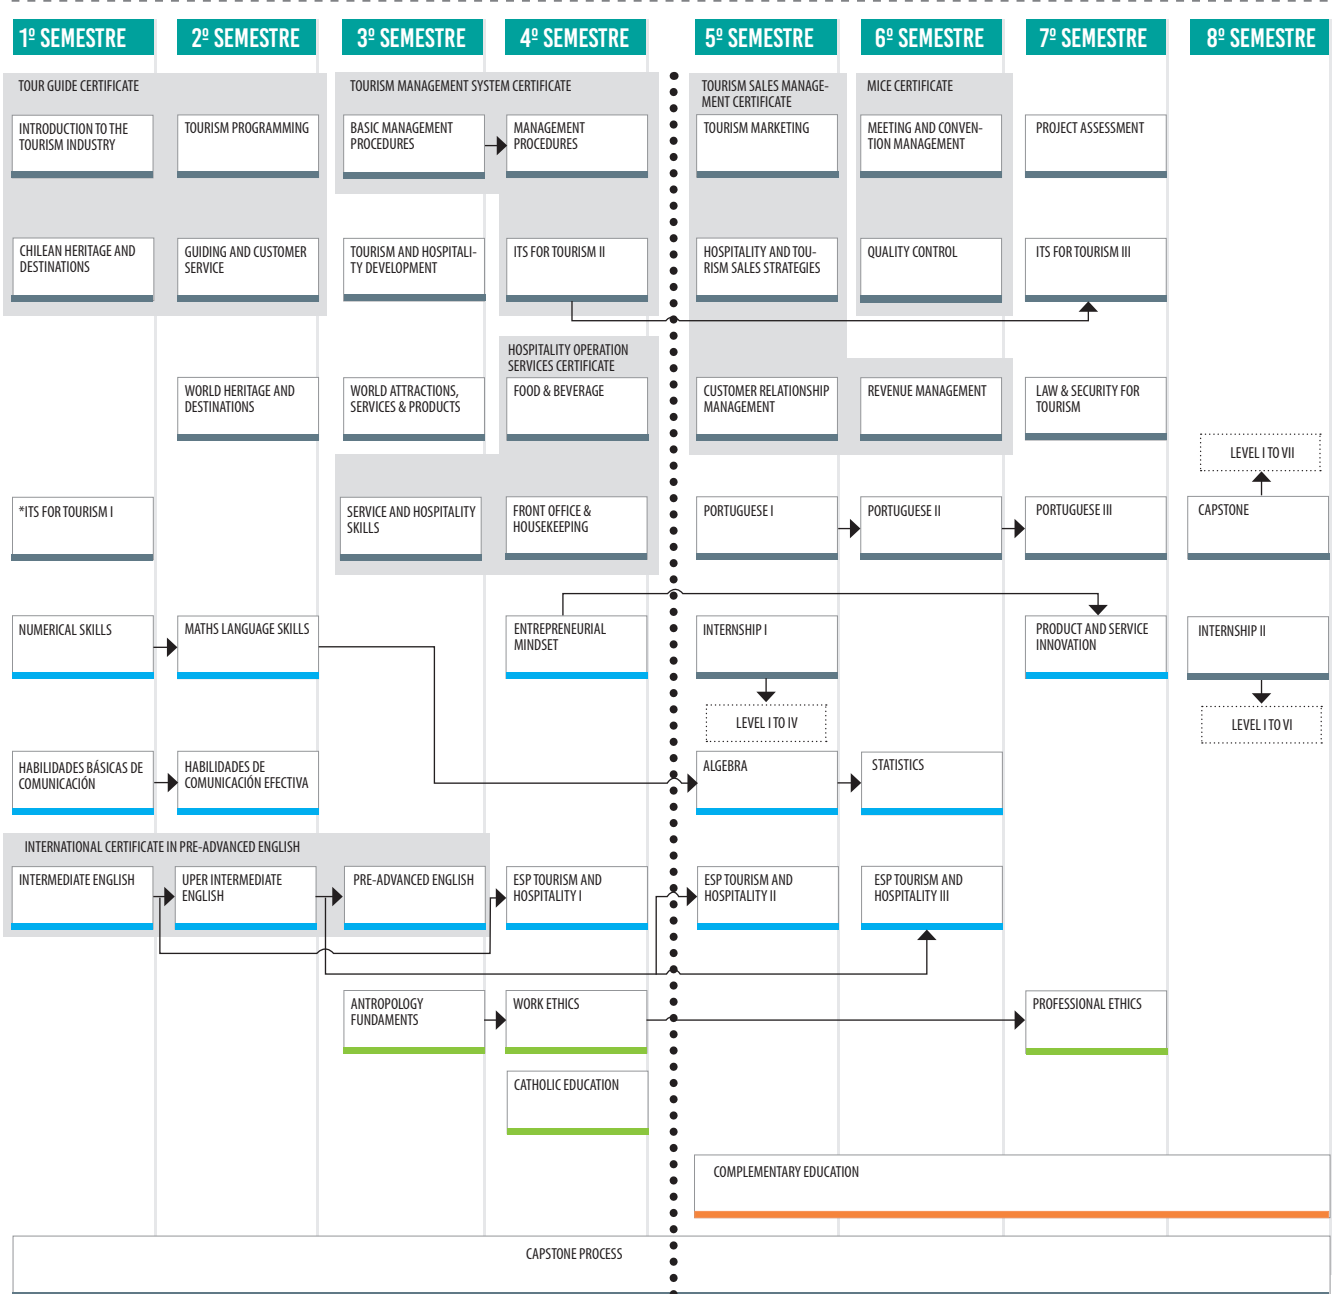 1º SEMESTRE
2º SEMESTRE
3º SEMESTRE
4º SEMESTRE
5º SEMESTRE
6º SEMESTRE
7º SEMESTRE
8º SEMESTRE
TOUR GUIDE CERTIFICATE
TOURISM MANAGEMENT SYSTEM CERTIFICATE
TOURISM SALES MANAGE-
MENT CERTIFICATE
MICE CERTIFICATE
INTRODUCTION TO THE
TOURISM INDUSTRY
TOURISM PROGRAMMING
BASIC MANAGEMENT
PROCEDURES
MANAGEMENT
PROCEDURES
TOURISM MARKETING
MEETING AND CONVEN-
TION MANAGEMENT
PROJECT ASSESSMENT
CHILEAN HERITAGE AND
DESTINATIONS
GUIDING AND CUSTOMER
SERVICE
TOURISM AND HOSPITALI-
TY DEVELOPMENT
ITS FOR TOURISM II
HOSPITALITY AND TOU-
RISM SALES STRATEGIES
QUALITY CONTROL
ITS FOR TOURISM III
HOSPITALITY OPERATION
SERVICES CERTIFICATE
WORLD HERITAGE AND
DESTINATIONS
WORLD ATTRACTIONS,
SERVICES & PRODUCTS
FOOD & BEVERAGE
CUSTOMER RELATIONSHIP
MANAGEMENT
REVENUE MANAGEMENT
LAW & SECURITY FOR
TOURISM
LEVEL I TO VII
*ITS FOR TOURISM I
SERVICE AND HOSPITALITY
SKILLS
FRONT OFFICE &
HOUSEKEEPING
PORTUGUESE I
PORTUGUESE II
PORTUGUESE III
CAPSTONE
NUMERICAL SKILLS
MATHS LANGUAGE SKILLS
ENTREPRENEURIAL
MINDSET
INTERNSHIP I
PRODUCT AND SERVICE
INNOVATION
INTERNSHIP II
LEVEL I TO IV
LEVEL I TO VI
HABILIDADES BÁSICAS DE
COMUNICACIÓN
HABILIDADES DE
COMUNICACIÓN EFECTIVA
ALGEBRA
STATISTICS
INTERNATIONAL CERTIFICATE IN PRE-ADVANCED ENGLISH
INTERMEDIATE ENGLISH
UPER INTERMEDIATE
ENGLISH
PRE-ADVANCED ENGLISH
ESP TOURISM AND
HOSPITALITY I
ESP TOURISM AND
HOSPITALITY II
ESP TOURISM AND
HOSPITALITY III
ANTROPOLOGY
FUNDAMENTS
WORK ETHICS
PROFESSIONAL ETHICS
CATHOLIC EDUCATION
COMPLEMENTARY EDUCATION
CAPSTONE PROCESS